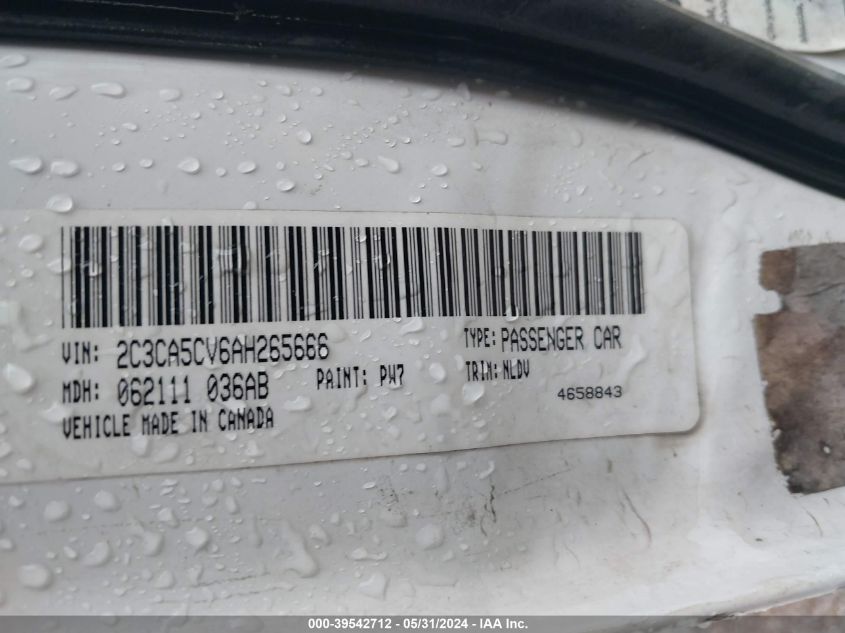 VIN: 2C3CA5CV6AH265666 TYPE: PASSENGER CAR
MDH: 062111 036AB PAINT: PW7 TRIM: NLDV
4658843
VEHICLE MADE IN CANADA
000-39542712 - 05/31/2024 - IAA Inc.